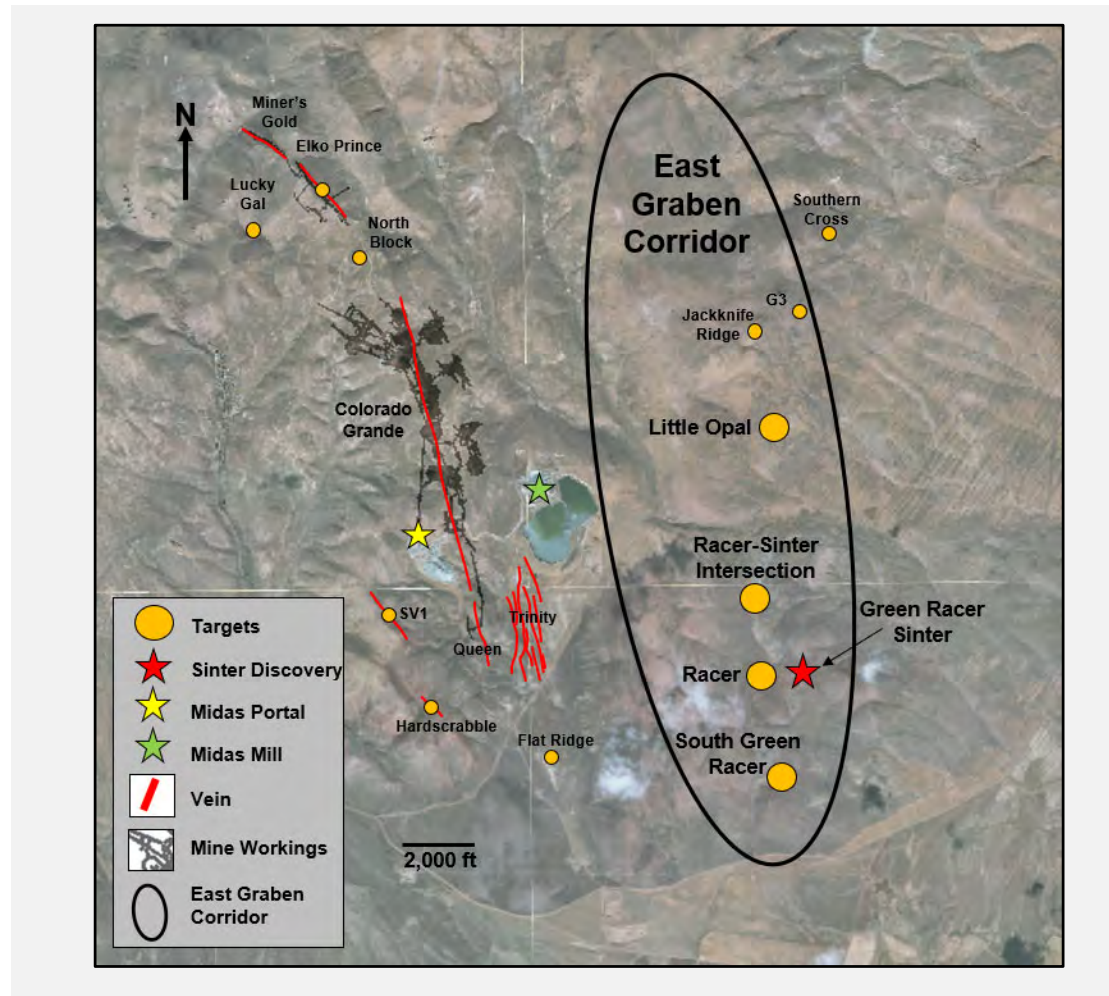 N
Miner's
Gold
Elko Prince
Lucky
Gal
North
Block
East
Graben
Corridor
Southern
Cross
G3
Jackknife
Ridge
Colorado
Grande
Little Opal
Racer-Sinter
Intersection
Green Racer
Sinter
SV1
Trinity
Queen
Racer
Hardscrabble
Flat Ridge
South Green
Racer
2,000 ft
Targets
Sinter Discovery
Midas Portal
Midas Mill
Vein
Mine Workings
East Graben
Corridor